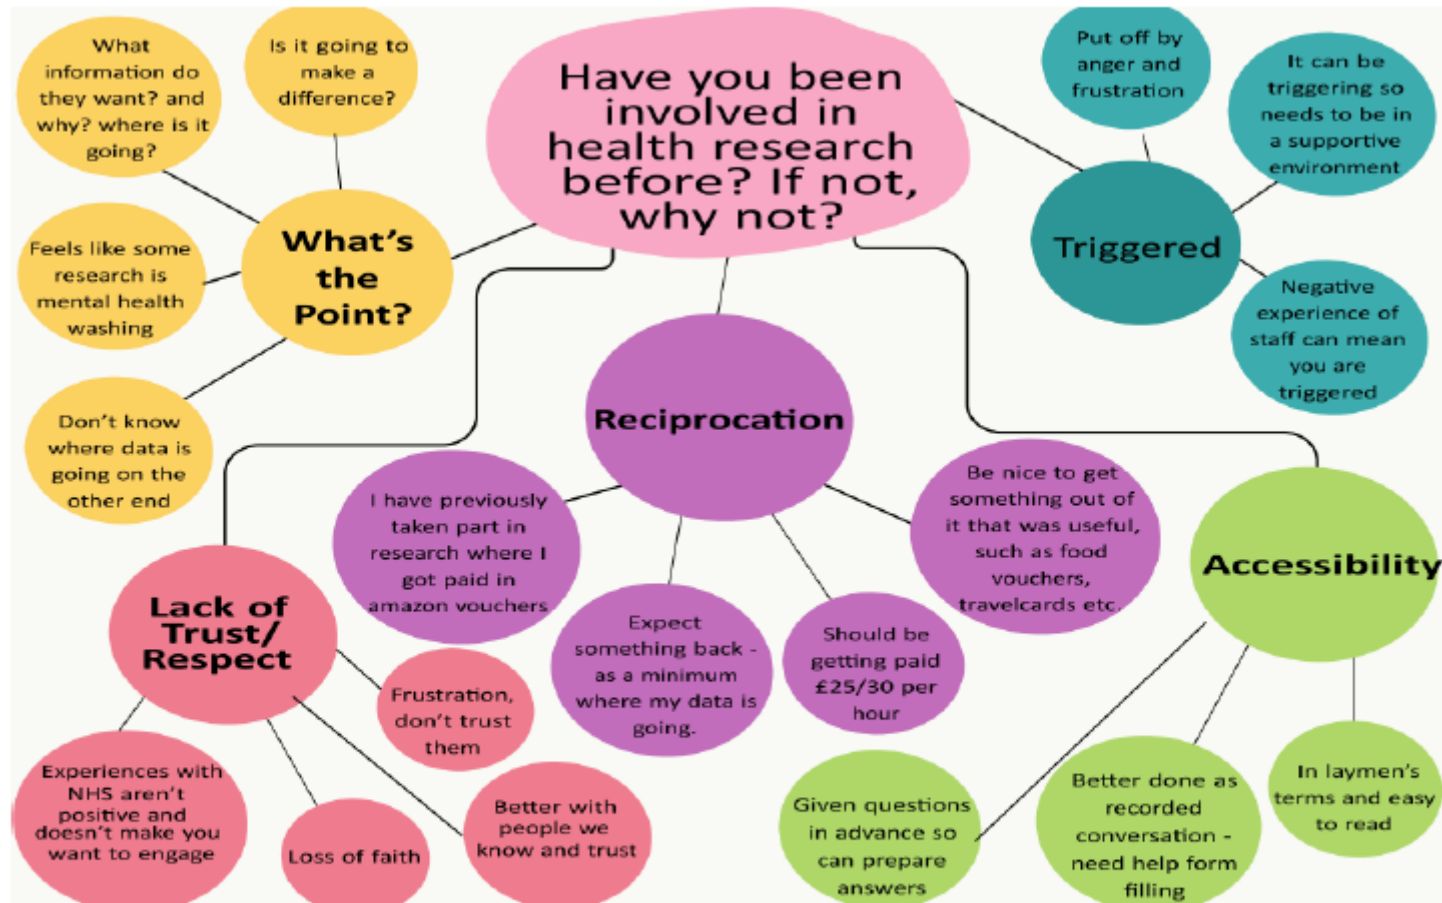 Have you been
involved in
health research
before? If not,
why not?
What's
the
Point?
What
information do
they want? and
why? where is it
going?
Is it going to
make a
difference?
Feels like some
research is
mental health
washing
Don't know
where data is
going on the
other end
Triggered
Put off by
anger and
frustration
It can be
triggering so
needs to be in
a supportive
environment
Negative
experience of
staff can mean
you are
triggered
Reciprocation
I have previously
taken part in
research where I
got paid in
amazon vouchers
Expect
something back -
as a minimum
where my data is
going.
Should be
getting paid
£25/30 per
hour
Be nice to get
something out of
it that was useful,
such as food
vouchers,
travelcards etc.
Lack of
Trust/
Respect
Frustration,
don't trust
them
Experiences with
NHS aren't
positive and
doesn't make you
want to engage
Loss of faith
Better with
people we
know and trust
Accessibility
Given questions
in advance so
can prepare
answers
Better done as
recorded
conversation -
need help form
filling
In laymen's
terms and easy
to read